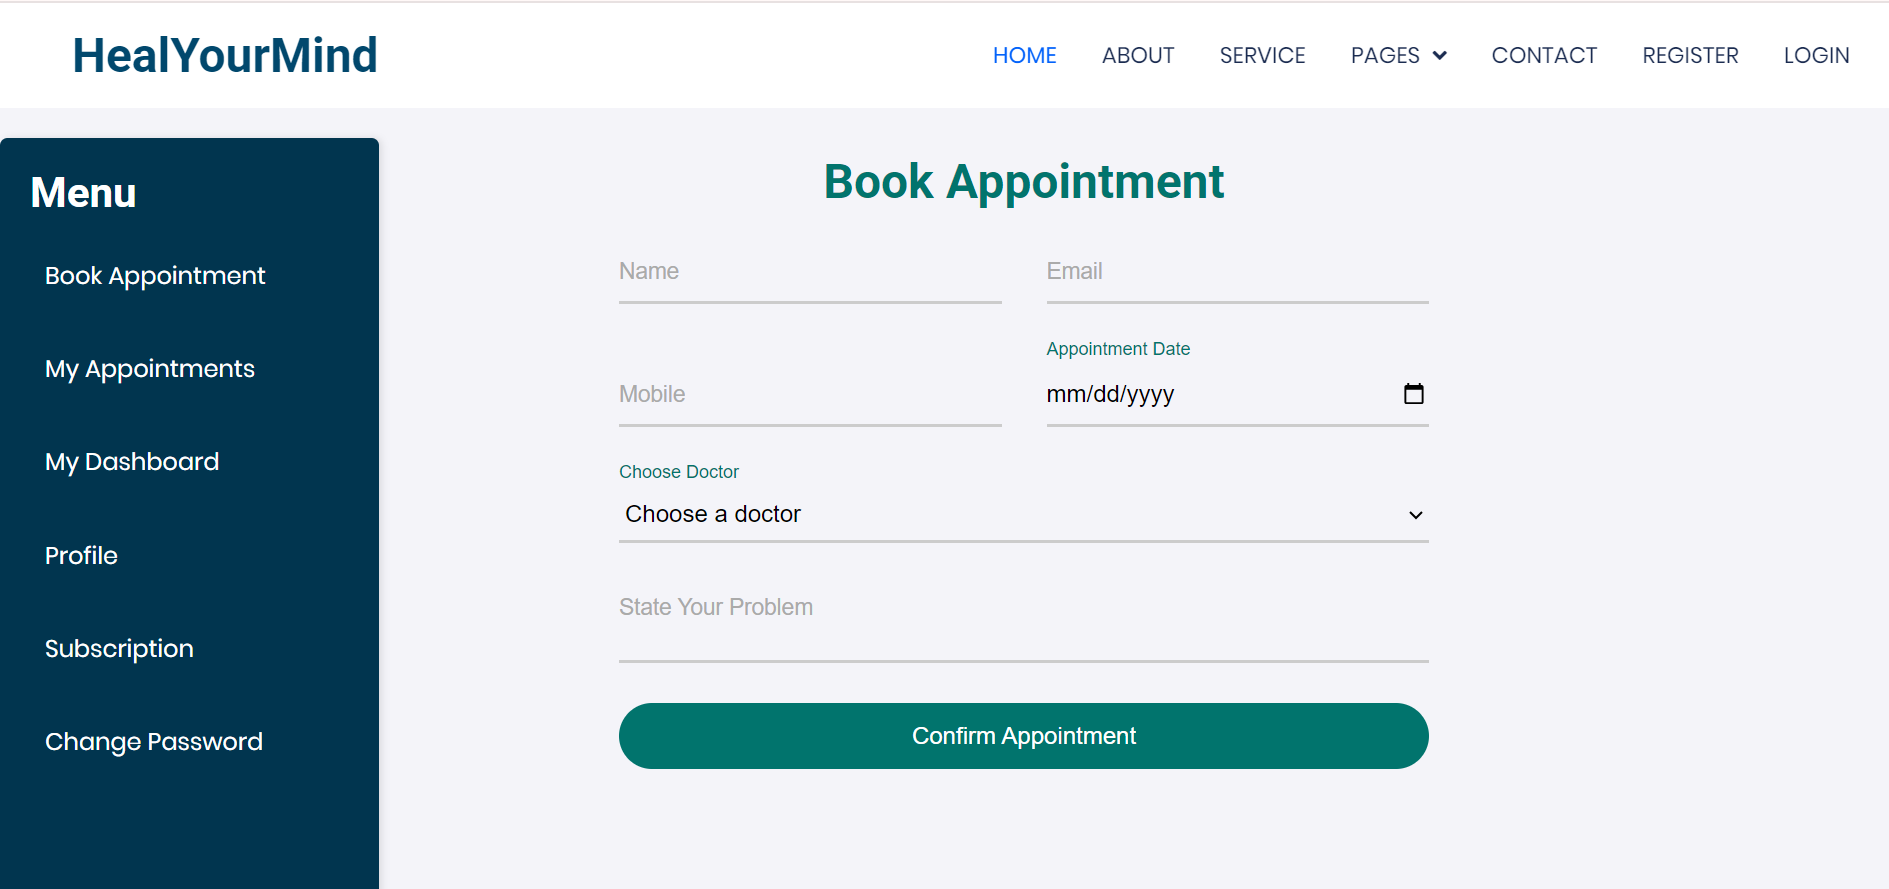 HealYourMind
HOME ABOUT SERVICE PAGES CONTACT REGISTER LOGIN
Menu
Book Appointment
My Appointments
My Dashboard
Profile
Subscription
Change Password
Book Appointment
Name Email
Appointment Date
Mobile mm/dd/yyyy
Choose Doctor
Choose a doctor
State Your Problem
Confirm Appointment